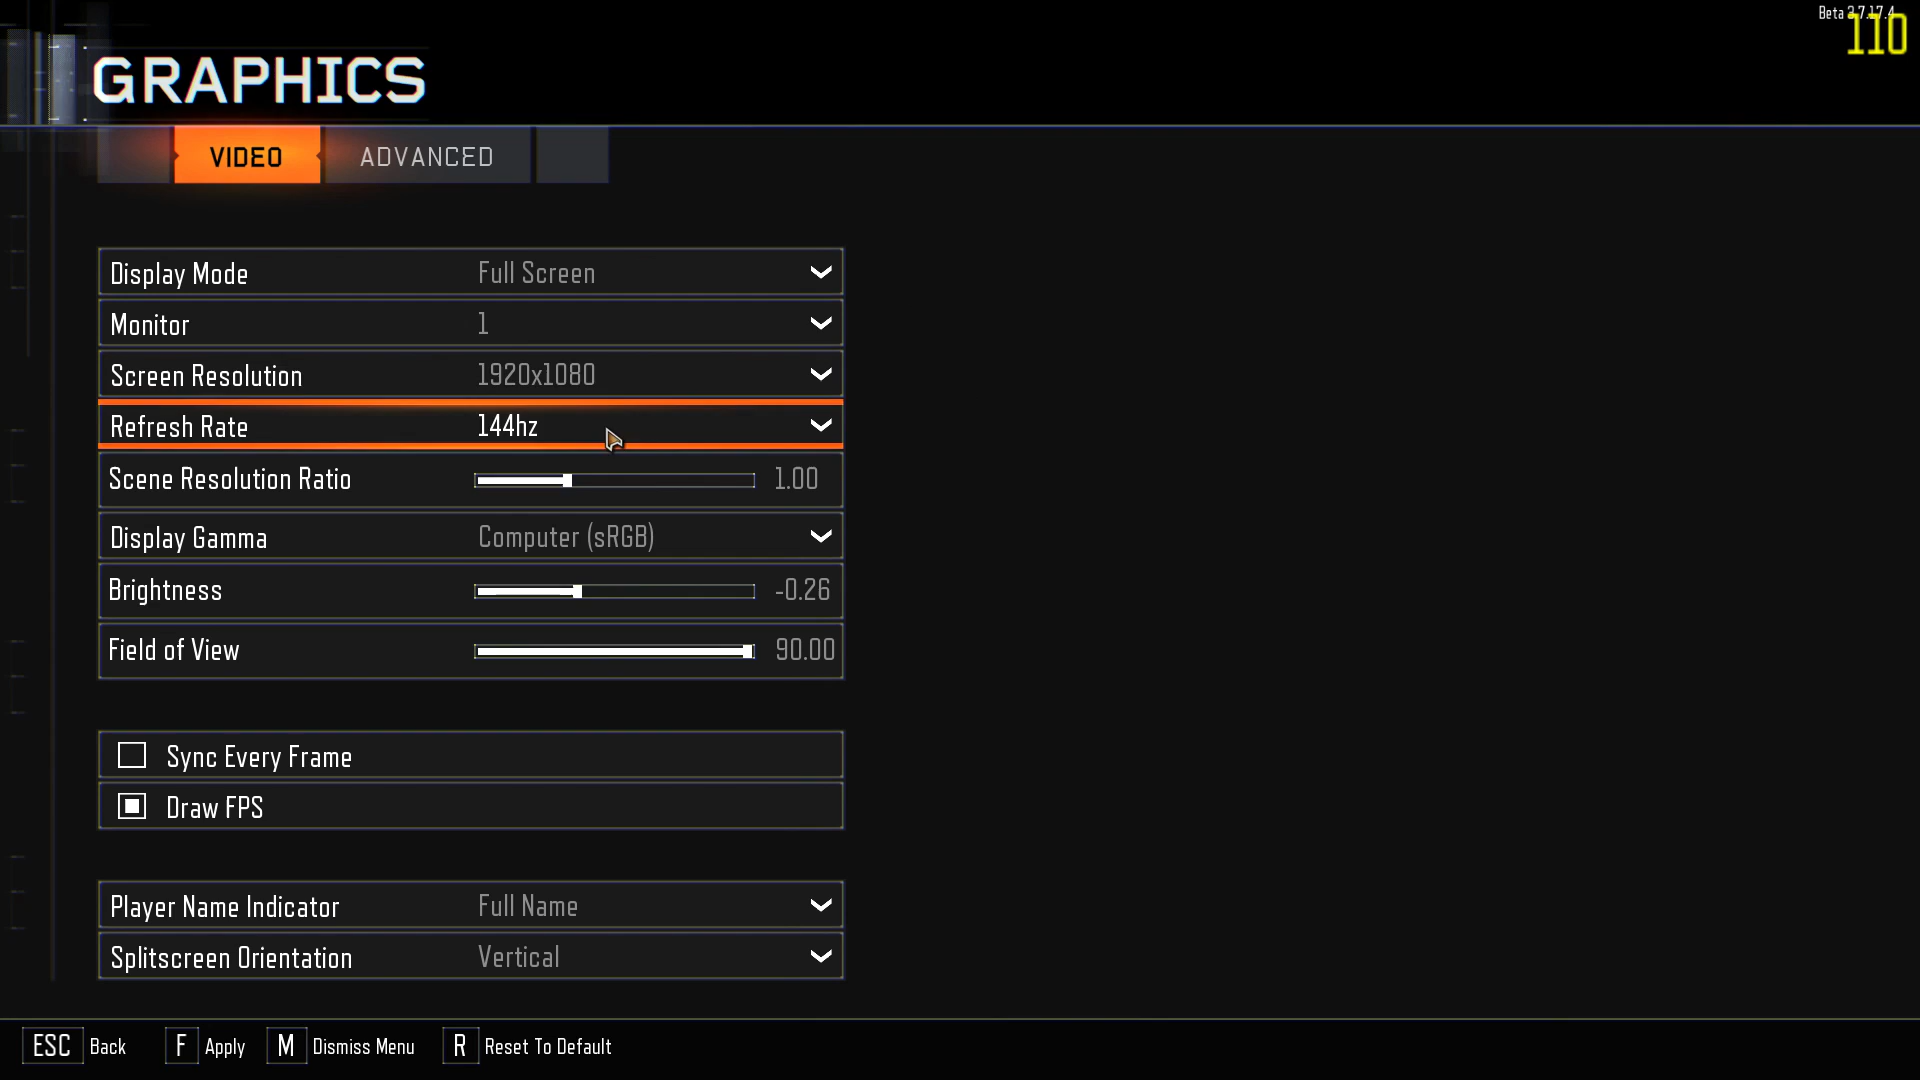 Beta 3.7.17.4
110
GRAPHICS
VIDEO ADVANCED
Display Mode Full Screen
Monitor 1
Screen Resolution 1920x1080
Refresh Rate 144hz
Scene Resolution Ratio 1.00
Display Gamma Computer (sRGB)
Brightness -0.26
Field of View 90.00
Sync Every Frame
Draw FPS
Player Name Indicator Full Name
Splitscreen Orientation Vertical
ESC Back F Apply M Dismiss Menu R Reset To Default